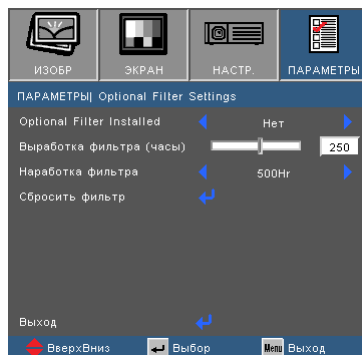 ИЗОБР ЭКРАН НАСТР. ПАРАМЕТРЫ
ПАРАМЕТРЫ| Optional Filter Settings
Optional Filter Installed Нет
Выработка фильтра (часы) 250
Наработка фильтра 500Hr
Сбросить фильтр
Выход
ВверхВниз Выбор Menu Выход